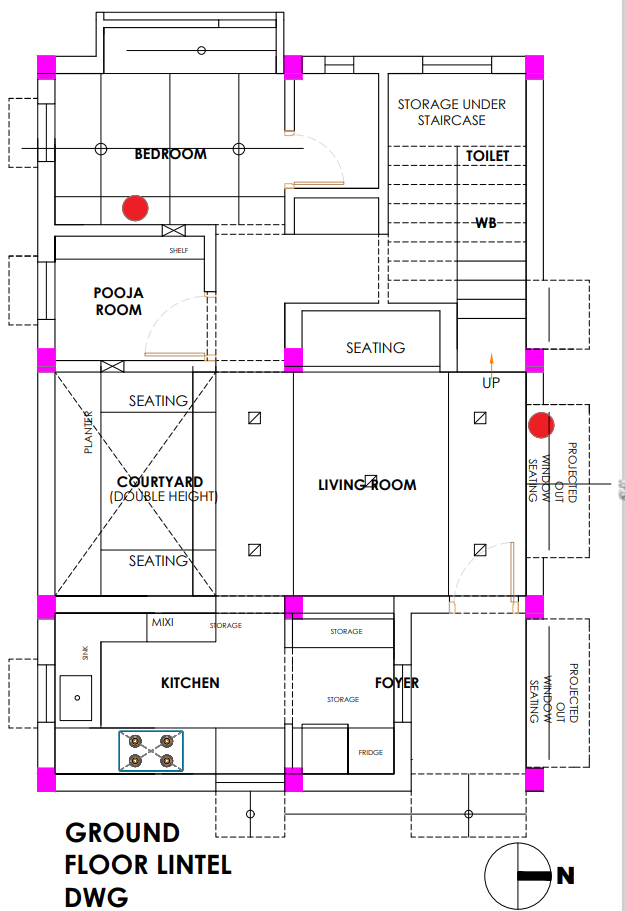 STORAGE UNDER
STAIRCASE
BEDROOM
TOILET
WB
SHELF
POOJA
ROOM
SEATING
UP
SEATING
PLANTER
COURTYARD
(DOUBLE HEIGHT)
LIVING ROOM
PROJECTED
OUT
WINDOW
SEATING
SEATING
MIXI
STORAGE
STORAGE
SINK
KITCHEN
FOYER
STORAGE
PROJECTED
OUT
WINDOW
SEATING
FRIDGE
GROUND
FLOOR LINTEL
DWG
N